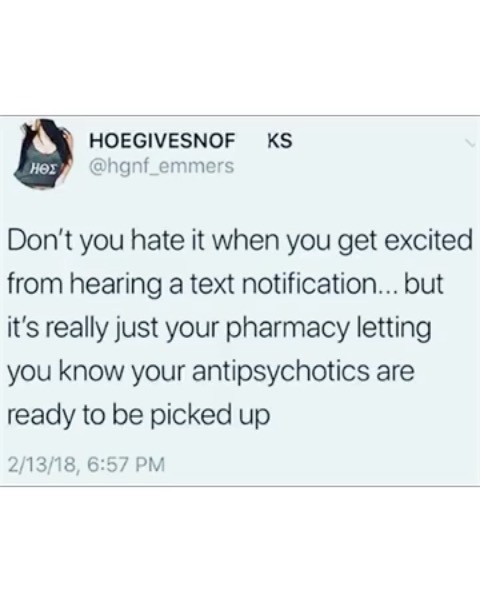 HOEGIVESNOF KS
@hgnf_emmers
ΗΘΣ
Don't you hate it when you get excited
from hearing a text notification... but
it's really just your pharmacy letting
you know your antipsychotics are
ready to be picked up
2/13/18, 6:57 PM